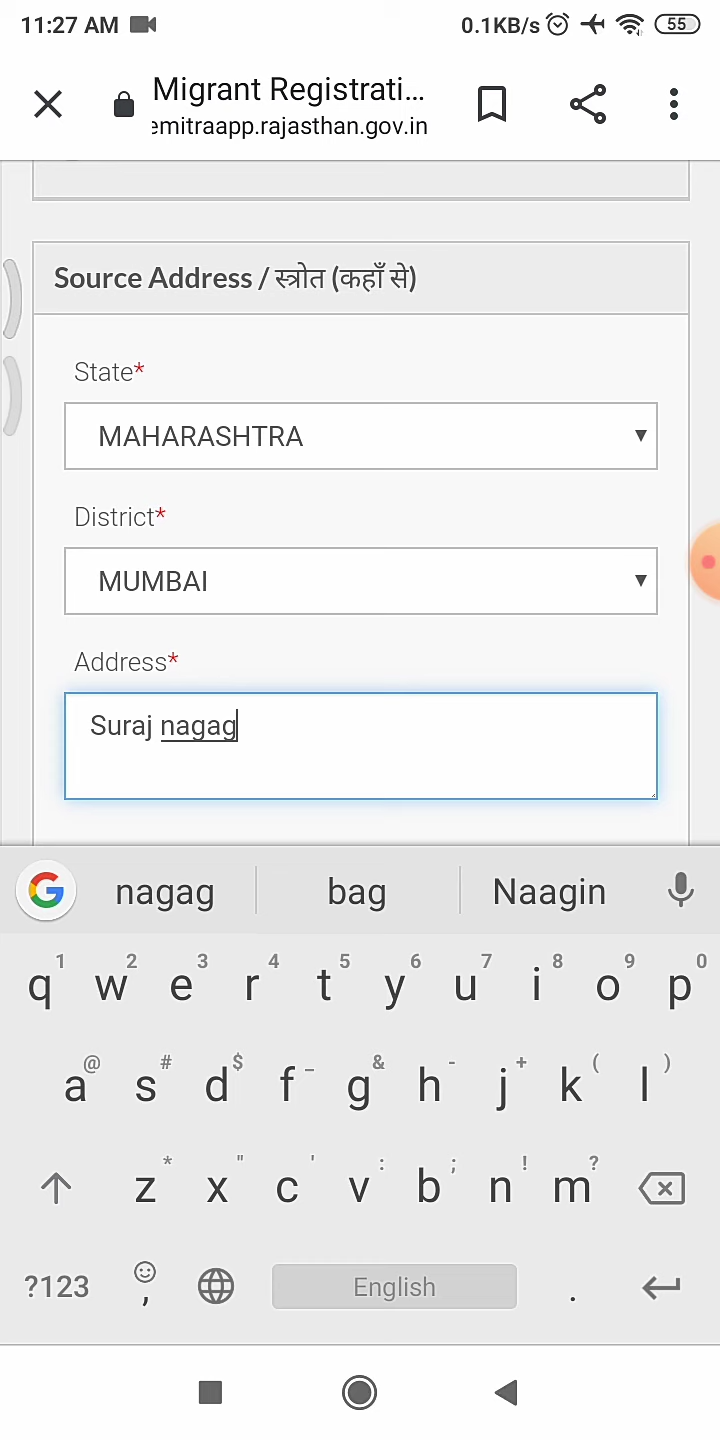 11:27 AM 0.1KB/s 55
Migrant Registrati...
emitraapp.rajasthan.gov.in
Source Address / स्त्रोत (कहाँ से)
State*
MAHARASHTRA
District*
MUMBAI
Address*
Suraj nagag
nagag bag Naagin
1 2 3 4 5 6 7 8 9 0
q w e r t y u i o p
@ # $ _ & - + ( )
a s d f g h j k l
* " ' : ; ! ?
z x c v b n m
?123 , English .